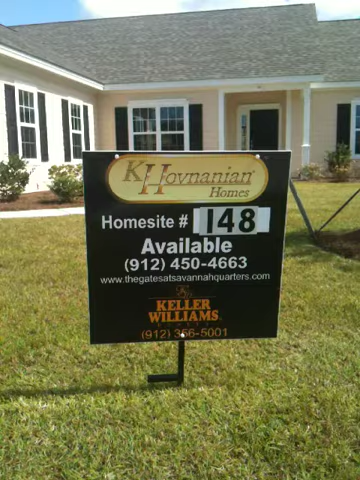 K Hovnanian
Homes
Homesite # 148
Available
(912) 450-4663
www.thegatesatsavannahquarters.com
KELLER
WILLIAMS
(912) 356-5001